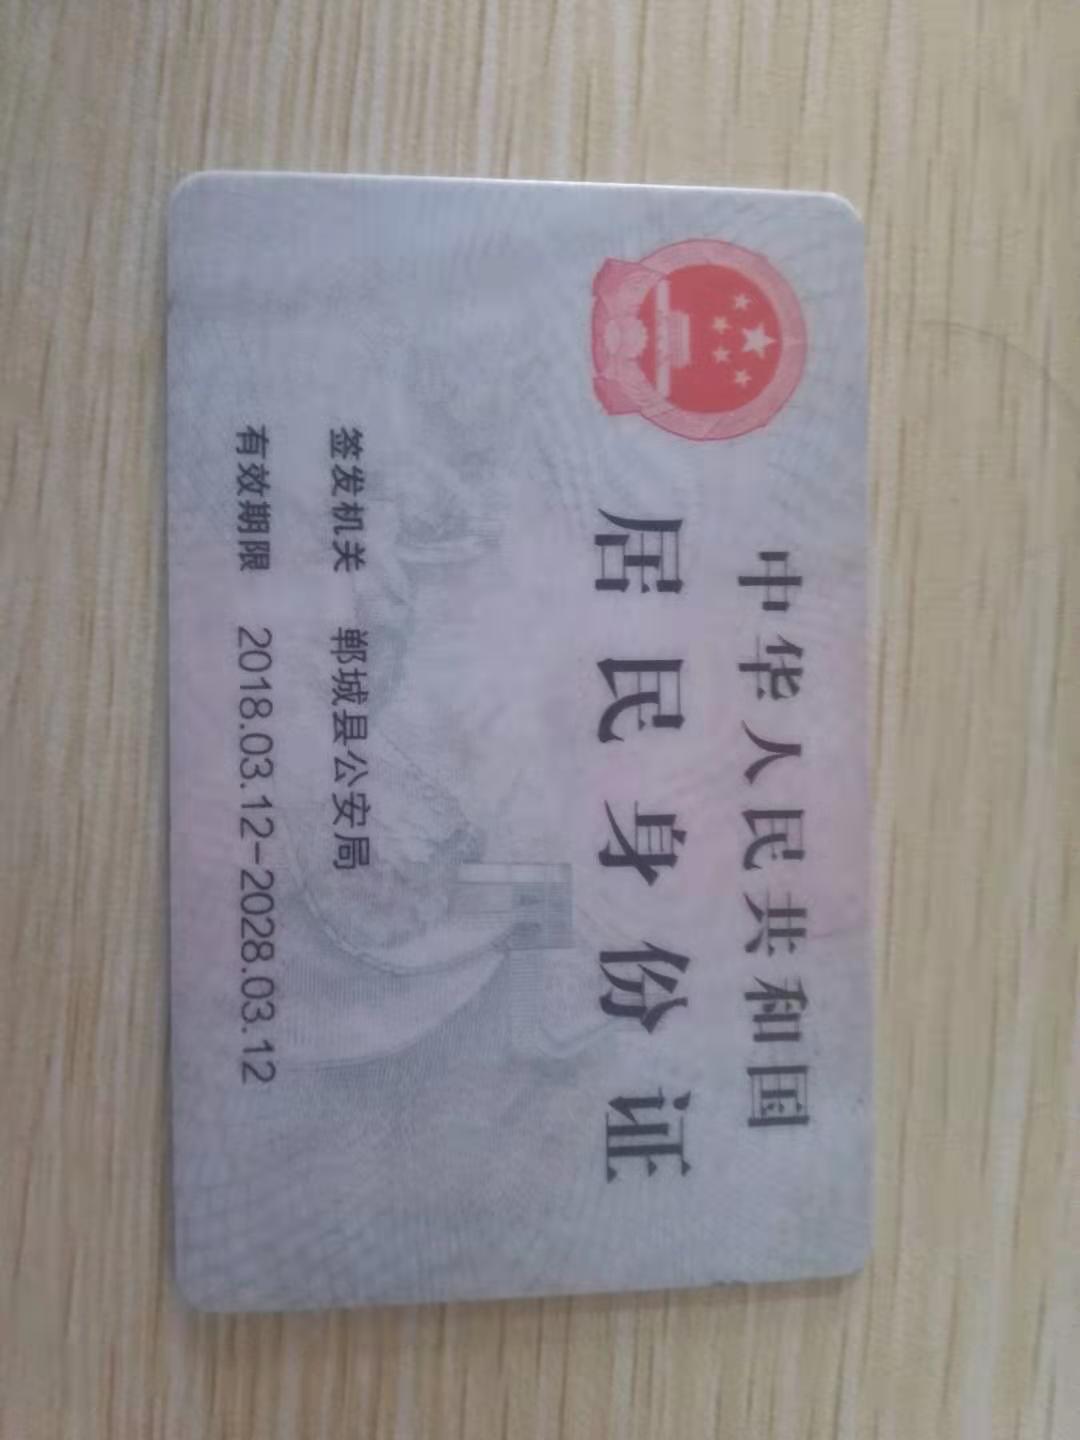 中华人民共和国
居民身份证
签发机关 郸城县公安局
有效期限 2018.03.12-2028.03.12